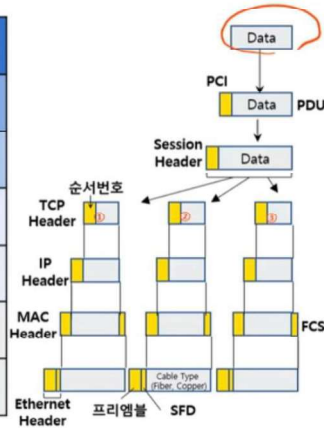 Data
PCI
Data
PDU
Session
Header
Data
순서번호
TCP
Header
①
②
③
IP
Header
MAC
Header
FCS
Cable Type
(Fiber, Copper)
Ethernet
Header
프리엠블
SFD